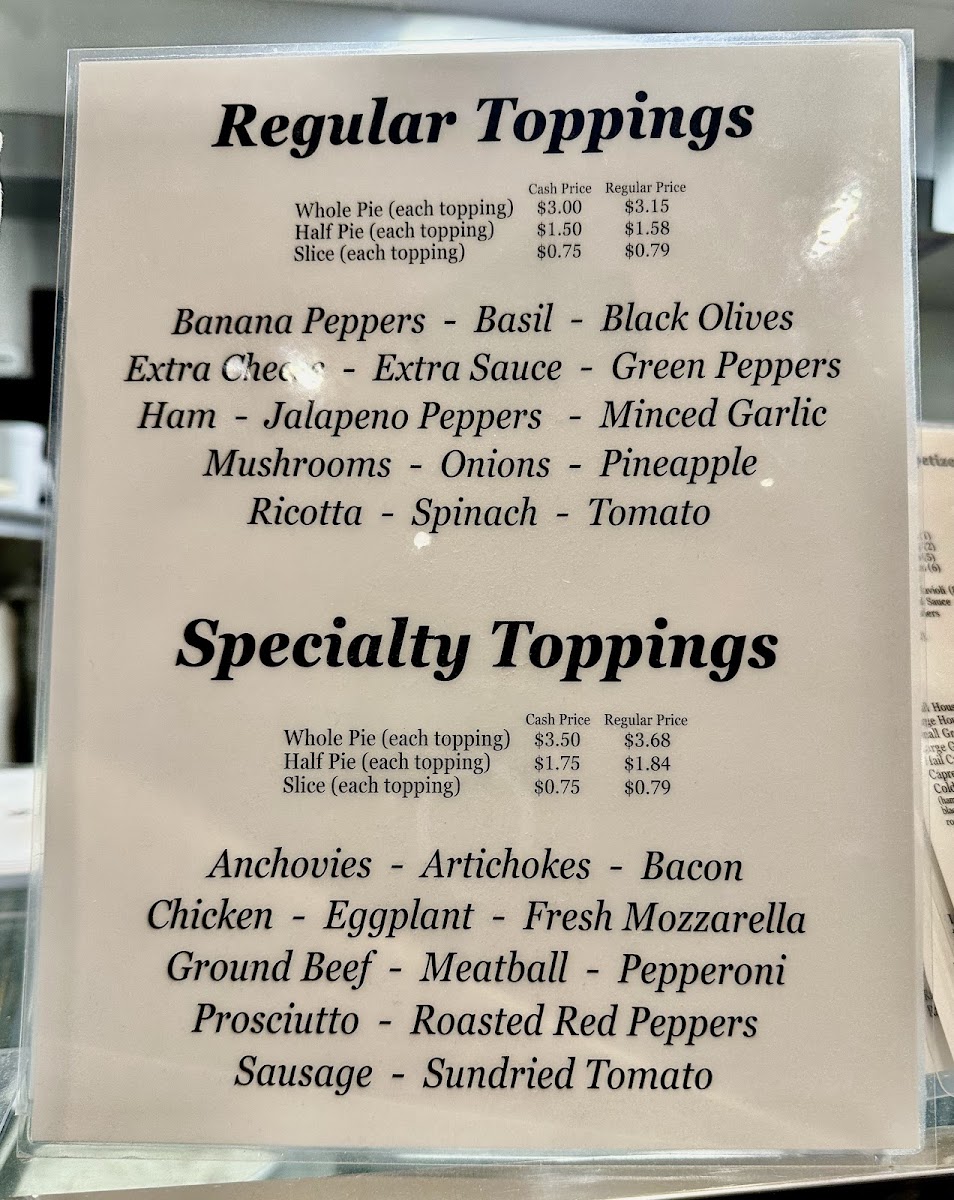 Regular Toppings
Cash Price Regular Price
Whole Pie (each topping) $3.00 $3.15
Half Pie (each topping) $1.50 $1.58
Slice (each topping) $0.75 $0.79
Banana Peppers - Basil - Black Olives
Extra - Extra Sauce - Green Peppers
Ham - Jalapeno Peppers - Minced Garlic
Mushrooms - Onions - Pineapple
Ricotta - Spinach - Tomato
Specialty Toppings
Cash Price Regular Price
Whole Pie (each topping) $3.50 $3.68
Half Pie (each topping) $1.75 $1.84
Slice (each topping) $0.75 $0.79
Anchovies - Artichokes - Bacon
Chicken - Eggplant - Fresh Mozzarella
Ground Beef - Meatball - Pepperoni
Prosciutto - Roasted Red Peppers
Sausage - Sundried Tomato
(2)
(6)
Sauce